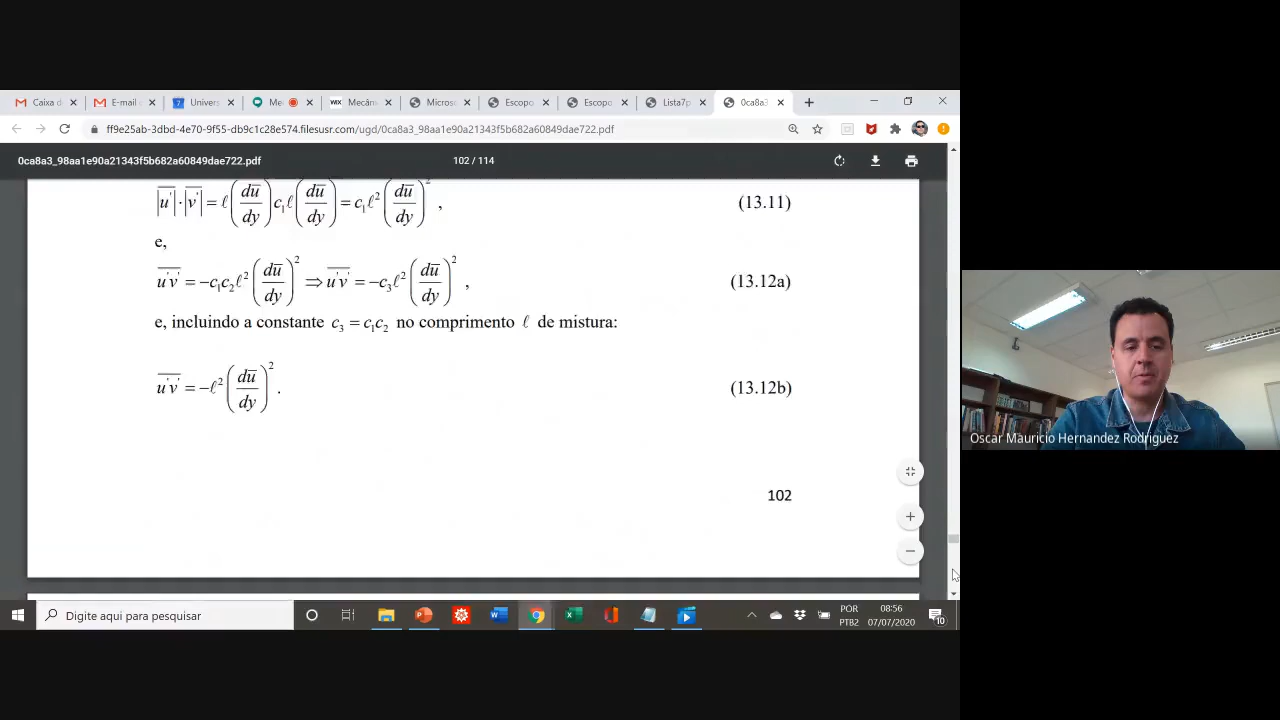 Caixa d
E-mail
Univers
Me
Mecân
Micros
Escopo
Escopo
Lista7p
0ca8a3
ff9e25ab-3dbd-4e70-9f55-db9c1c28e574.filesusr.com/ugd/0ca8a3_98aa1e90a21343f5b682a60849dae722.pdf
0ca8a3_98aa1e90a21343f5b682a60849dae722.pdf
102 / 114
|u'|·|v'| = ℓ(dū/dy)c₁ℓ(dū/dy) = c₁ℓ²(dū/dy)² , (13.11)
e,
u'v' = −c₁c₂ℓ²(dū/dy)² ⇒ u'v' = −c₃ℓ²(dū/dy)² , (13.12a)
e, incluindo a constante c₃ = c₁c₂ no comprimento ℓ de mistura:
u'v' = −ℓ²(dū/dy)² . (13.12b)
102
Oscar Mauricio Hernandez Rodriguez
Digite aqui para pesquisar
POR
PTB2
08:56
07/07/2020
10